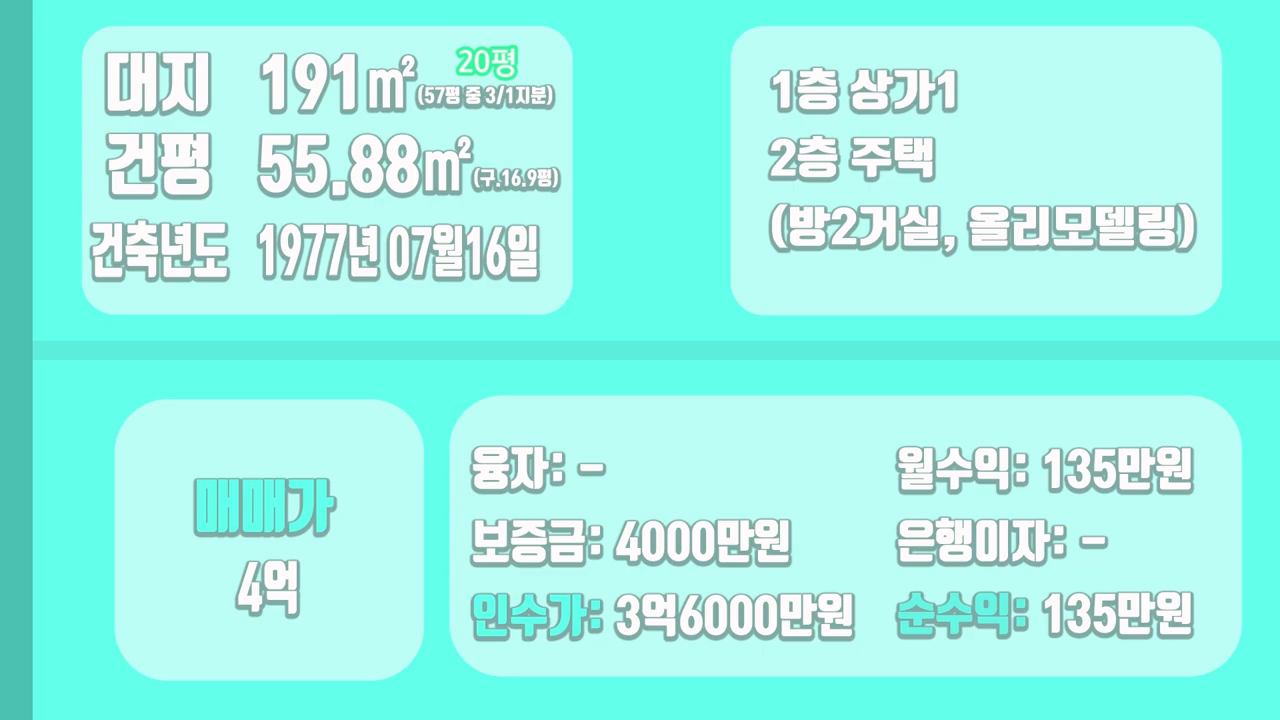 20평
대지 191㎡ (57평 중 3/1지분)
건평 55.88㎡ (구.16.9평)
건축년도 1977년 07월16일
1층 상가1
2층 주택
(방2거실, 올리모델링)
매매가
4억
융자: -
보증금: 4000만원
인수가: 3억6000만원
월수익: 135만원
은행이자: -
순수익: 135만원